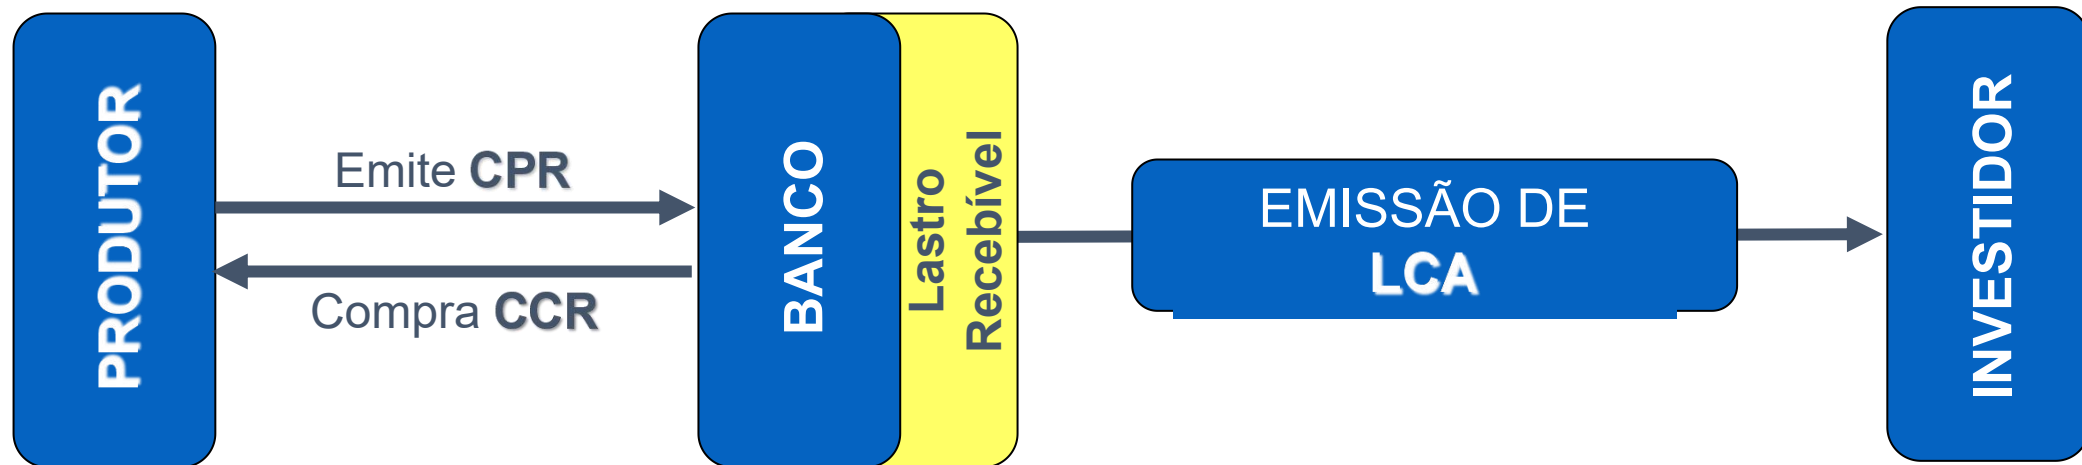 PRODUTOR
Emite CPR
Compra CCR
BANCO
Lastro
Recebível
EMISSÃO DE
LCA
INVESTIDOR